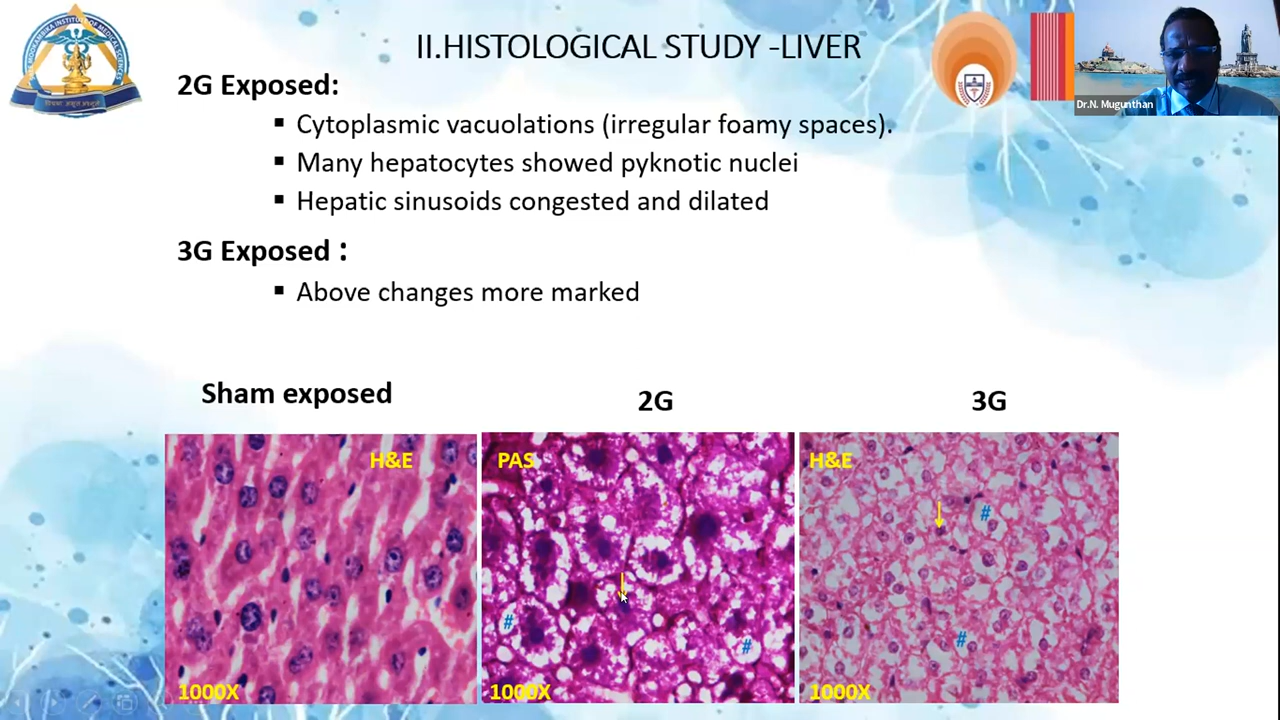 II.HISTOLOGICAL STUDY -LIVER
2G Exposed:
▪ Cytoplasmic vacuolations (irregular foamy spaces).
▪ Many hepatocytes showed pyknotic nuclei
▪ Hepatic sinusoids congested and dilated
3G Exposed :
▪ Above changes more marked
Dr.N. Mugunthan
Sham exposed
2G
3G
H&E
PAS
H&E
#
#
#
#
1000X
1000X
1000X